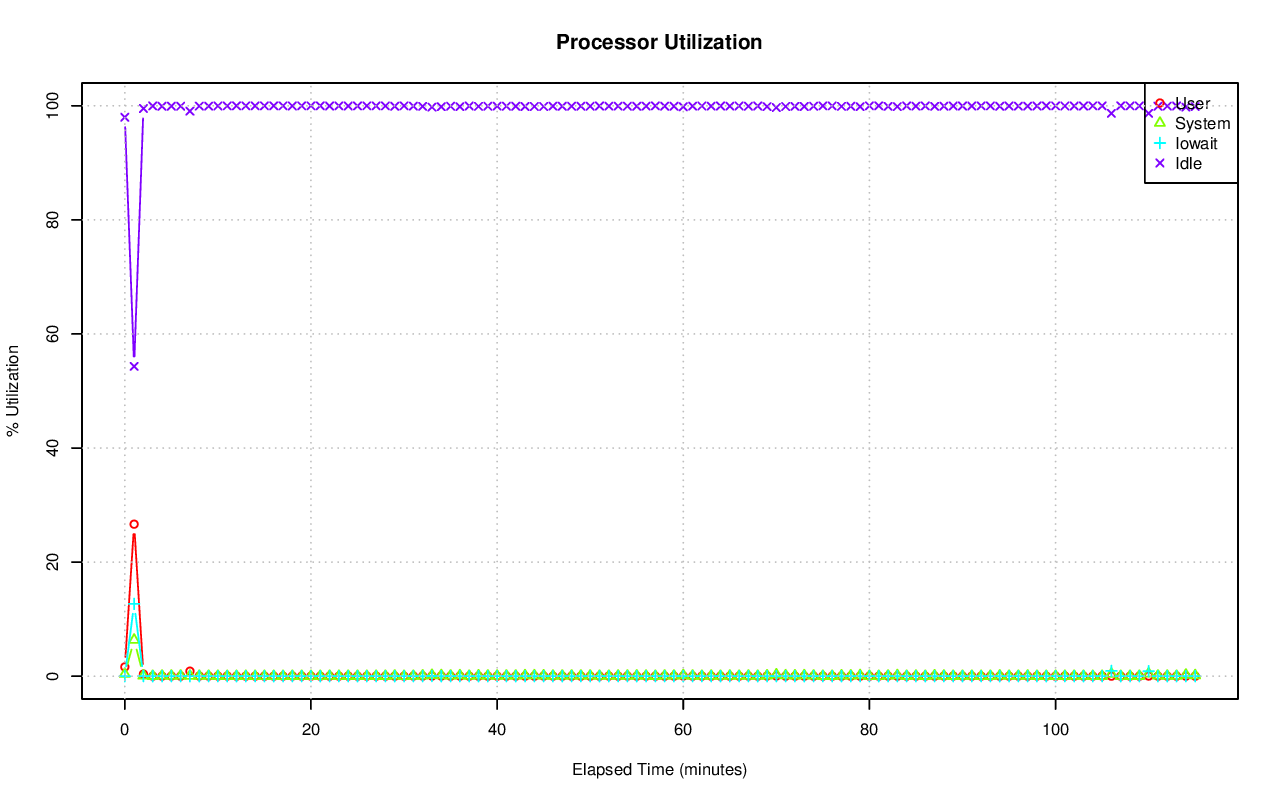 Processor Utilization
% Utilization
100
80
60
40
20
0
User
System
Iowait
Idle
0 20 40 60 80 100
Elapsed Time (minutes)